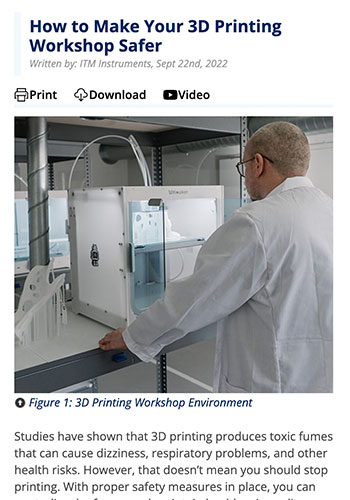 How to Make Your 3D Printing
Workshop Safer
Written by: ITM Instruments, Sept 22nd, 2022
Print Download Video
Figure 1: 3D Printing Workshop Environment
Studies have shown that 3D printing produces toxic fumes
that can cause dizziness, respiratory problems, and other
health risks. However, that doesn't mean you should stop
printing. With proper safety measures in place, you can